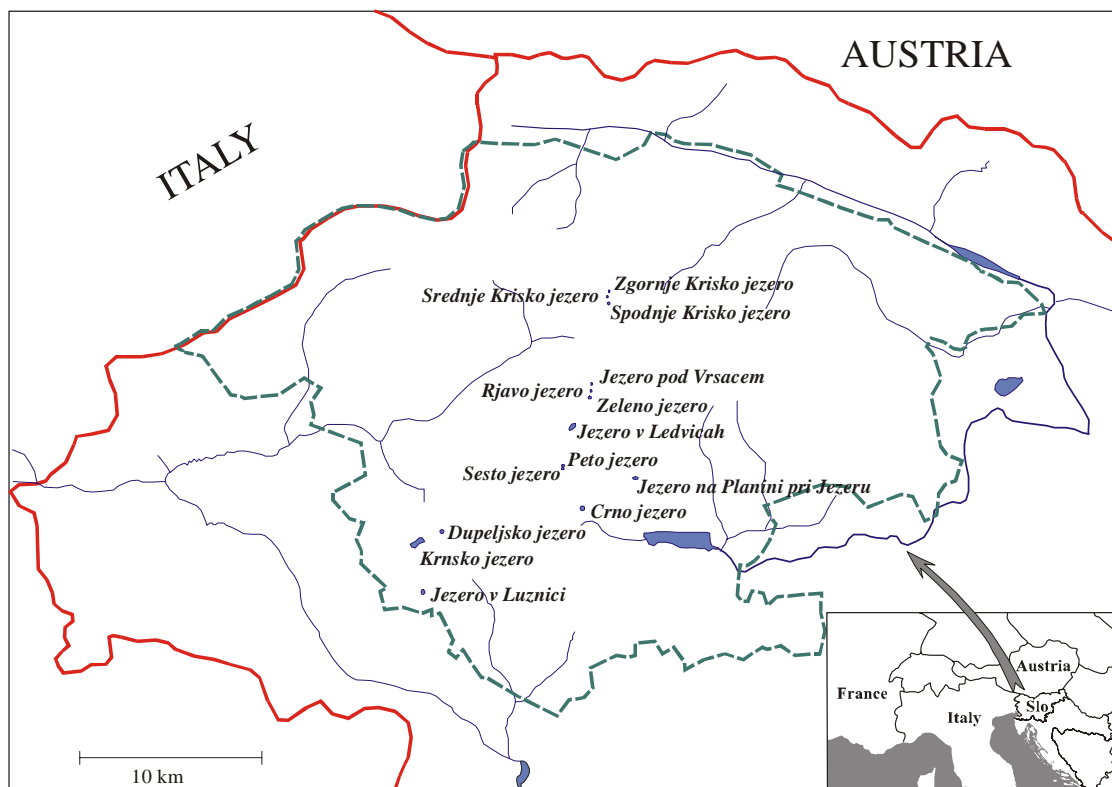 AUSTRIA
ITALY
Zgornje Krisko jezero
Srednje Krisko jezero
Spodnje Krisko jezero
Jezero pod Vrsacem
Rjavo jezero
Zeleno jezero
Jezero v Ledvicah
Peto jezero
Sesto jezero
Jezero na Planini pri Jezeru
Crno jezero
Dupeljsko jezero
Krnsko jezero
Jezero v Luznici
10 km
Austria
France
Slo
Italy